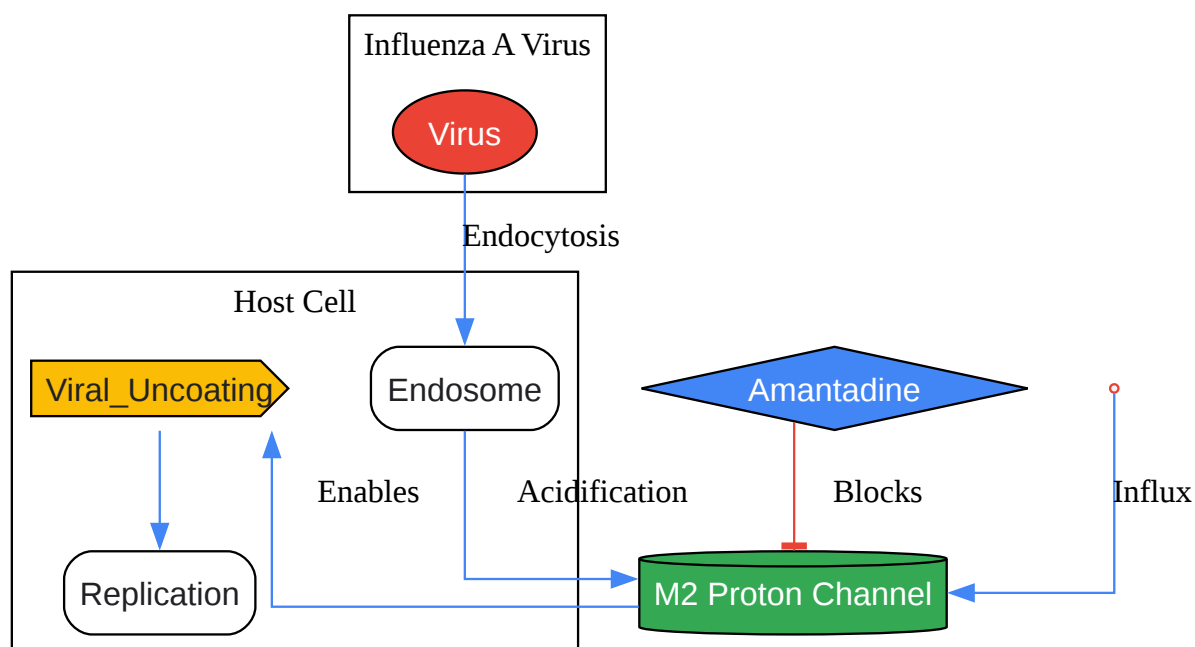 Influenza A Virus
Virus
Endocytosis
Host Cell
Viral_Uncoating
Endosome
Amantadine
Enables
Acidification
Blocks
Influx
Replication
M2 Proton Channel